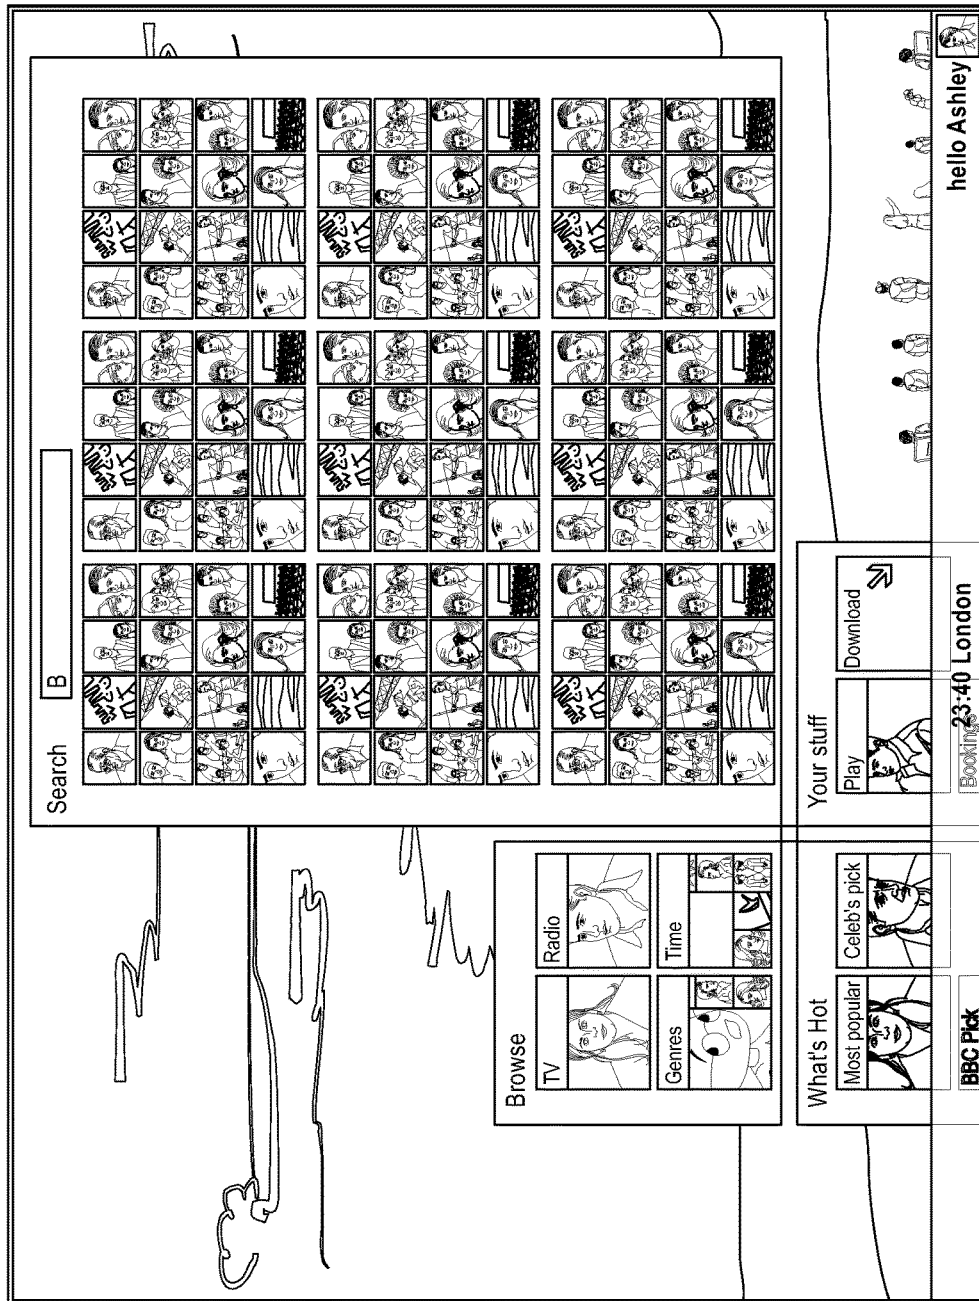 Search
B
Browse
TV
Radio
Genres
Time
What's Hot
Most popular
Celeb's pick
BBC Pick
Your stuff
Play
Download
Bookings
23:40 London
hello Ashley